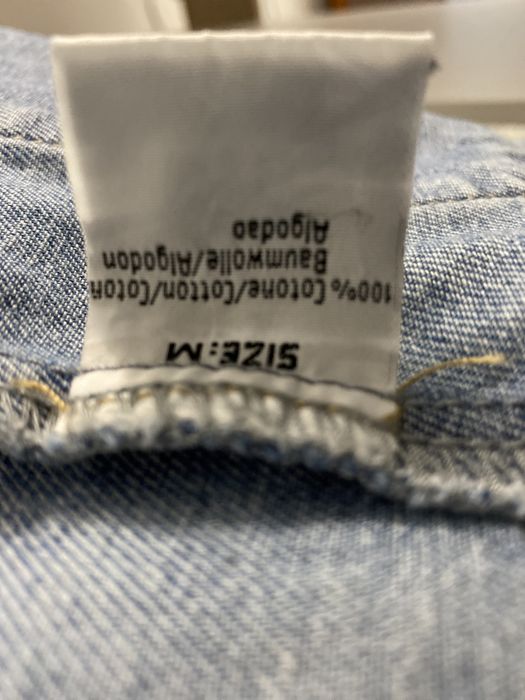 SIZE:M
100% Cotone/Cotton/Coton
Baumwolle/Algodon
Algodao